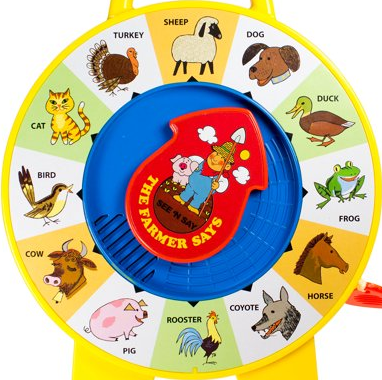 SHEEP
DOG
DUCK
FROG
HORSE
COYOTE
ROOSTER
PIG
COW
BIRD
CAT
TURKEY
SEE 'N SAY
THE FARMER SAYS